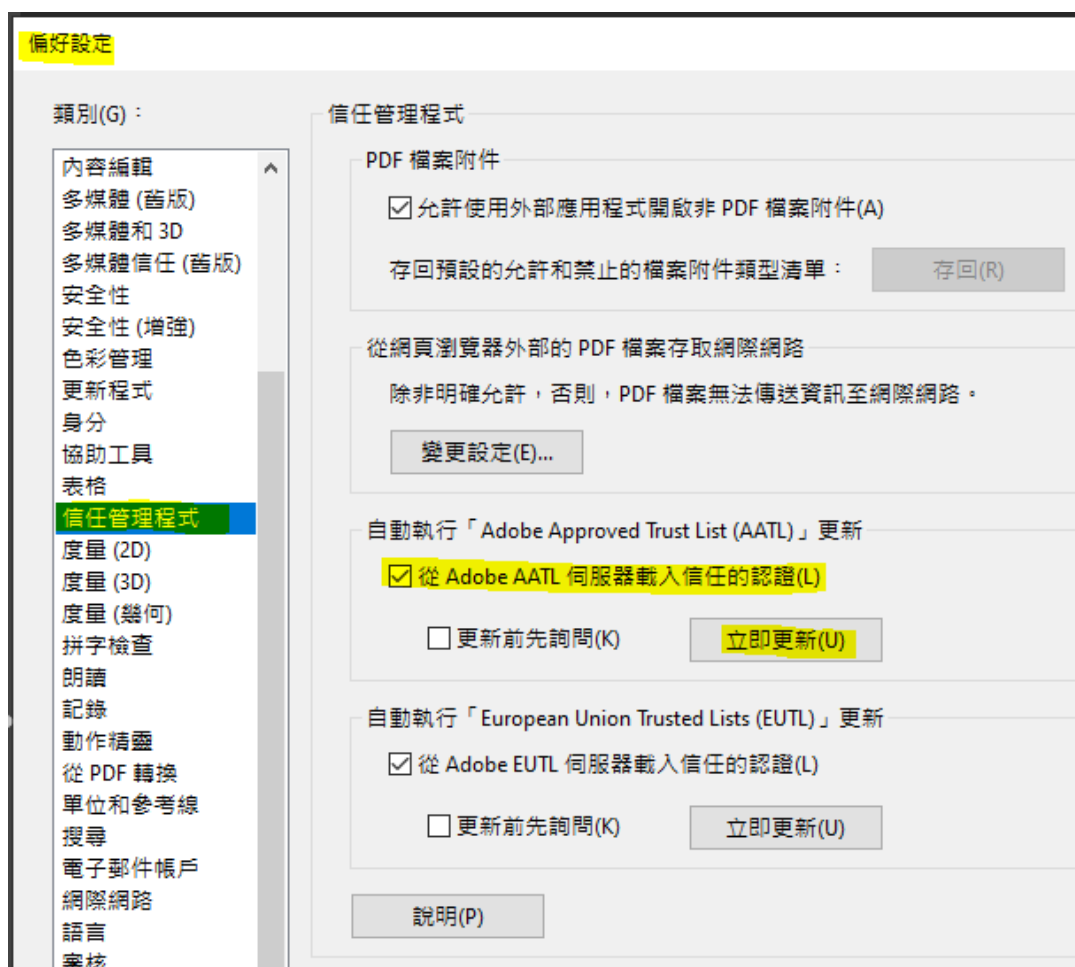 偏好設定
類別(G)：
內容編輯
多媒體 (舊版)
多媒體和 3D
多媒體信任 (舊版)
安全性
安全性 (增強)
色彩管理
更新程式
身分
協助工具
表格
信任管理程式
度量 (2D)
度量 (3D)
度量 (幾何)
拼字檢查
朗讀
記錄
動作精靈
從 PDF 轉換
單位和參考線
搜尋
電子郵件帳戶
網際網路
語言
審核
信任管理程式
PDF 檔案附件
允許使用外部應用程式開啟非 PDF 檔案附件(A)
存回預設的允許和禁止的檔案附件類型清單： 存回(R)
從網頁瀏覽器外部的 PDF 檔案存取網際網路
除非明確允許，否則，PDF 檔案無法傳送資訊至網際網路。
變更設定(E)...
自動執行「Adobe Approved Trust List (AATL)」更新
從 Adobe AATL 伺服器載入信任的認證(L)
更新前先詢問(K) 立即更新(U)
自動執行「European Union Trusted Lists (EUTL)」更新
從 Adobe EUTL 伺服器載入信任的認證(L)
更新前先詢問(K) 立即更新(U)
說明(P)